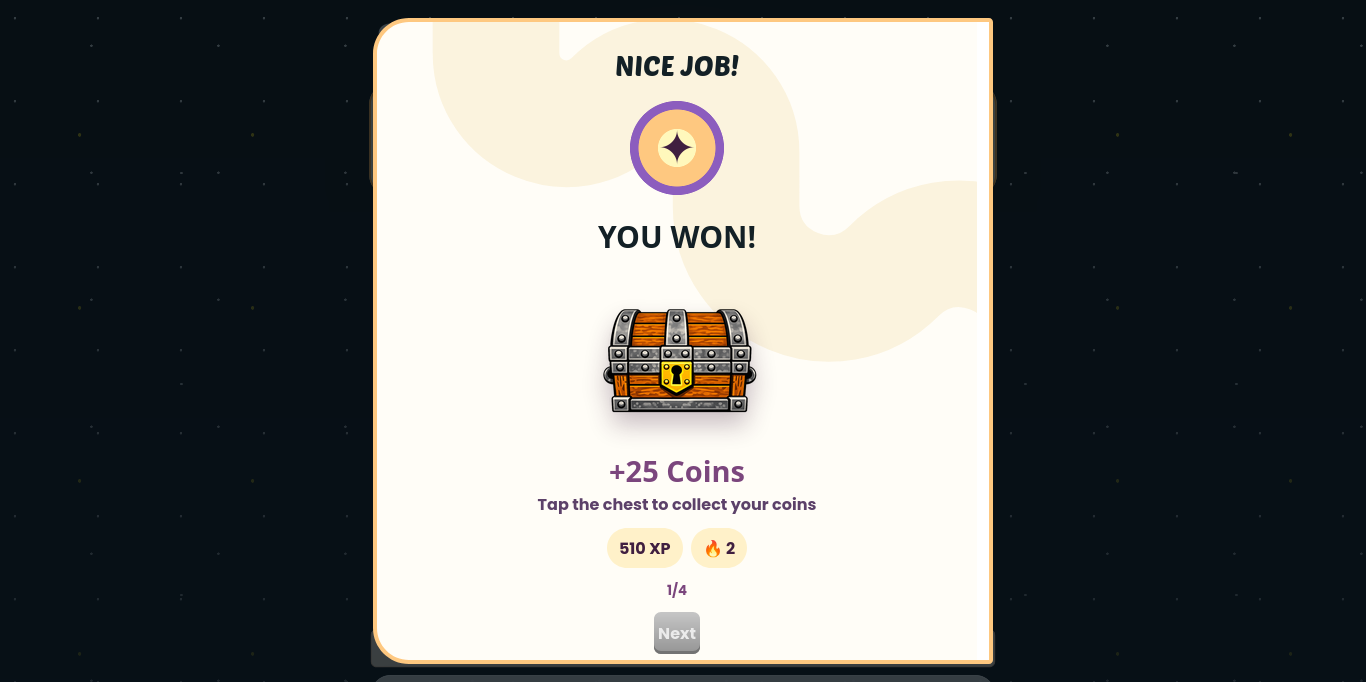 NICE JOB!
YOU WON!
+25 Coins
Tap the chest to collect your coins
510 XP
🔥 2
1/4
Next